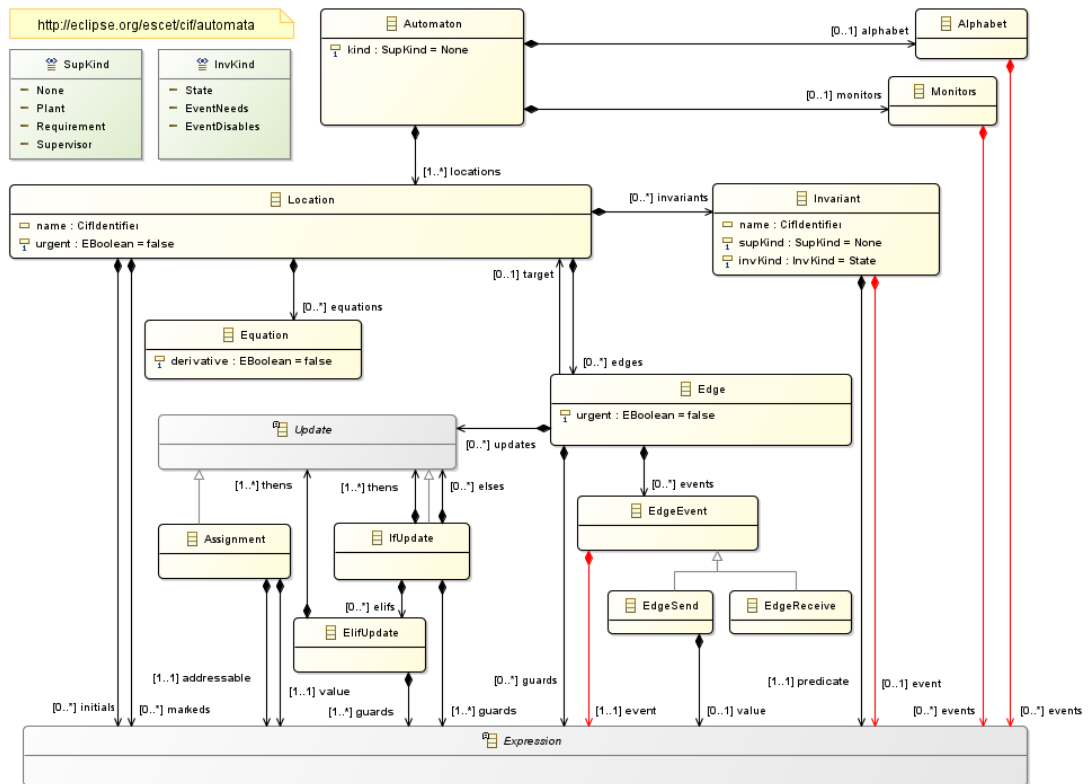 http://eclipse.org/escet/cif/automata
SupKind
None
Plant
Requirement
Supervisor
InvKind
State
EventNeeds
EventDisables
Automaton
kind : SupKind = None
[0..1] alphabet
Alphabet
[0..1] monitors
Monitors
[1..*] locations
Location
name : CifIdentifier
urgent : EBoolean = false
[0..*] invariants
Invariant
name : CifIdentifier
supKind : SupKind = None
invKind : InvKind = State
[0..1] target
[0..*] equations
Equation
derivative : EBoolean = false
[0..*] edges
Edge
urgent : EBoolean = false
Update
[0..*] updates
[1..*] thens
[1..*] thens
[0..*] elses
[0..*] events
EdgeEvent
Assignment
IfUpdate
[0..*] elifs
ElifUpdate
EdgeSend
EdgeReceive
[1..1] addressable
[1..1] value
[0..*] guards
[1..1] predicate
[0..1] event
[0..*] initials
[0..*] markeds
[1..*] guards
[1..*] guards
[1..1] event
[0..1] value
[0..*] events
[0..*] events
Expression